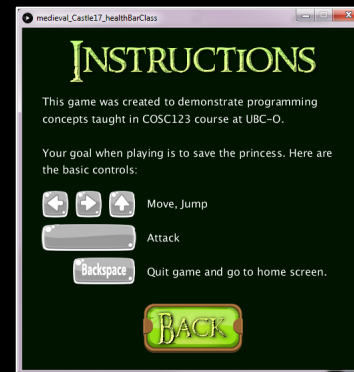 medieval_Castle17_healthBarClass
INSTRUCTIONS
This game was created to demonstrate programming
concepts taught in COSC123 course at UBC-O.
Your goal when playing is to save the princess. Here are
the basic controls:
Move, Jump
Attack
Backspace Quit game and go to home screen.
BACK